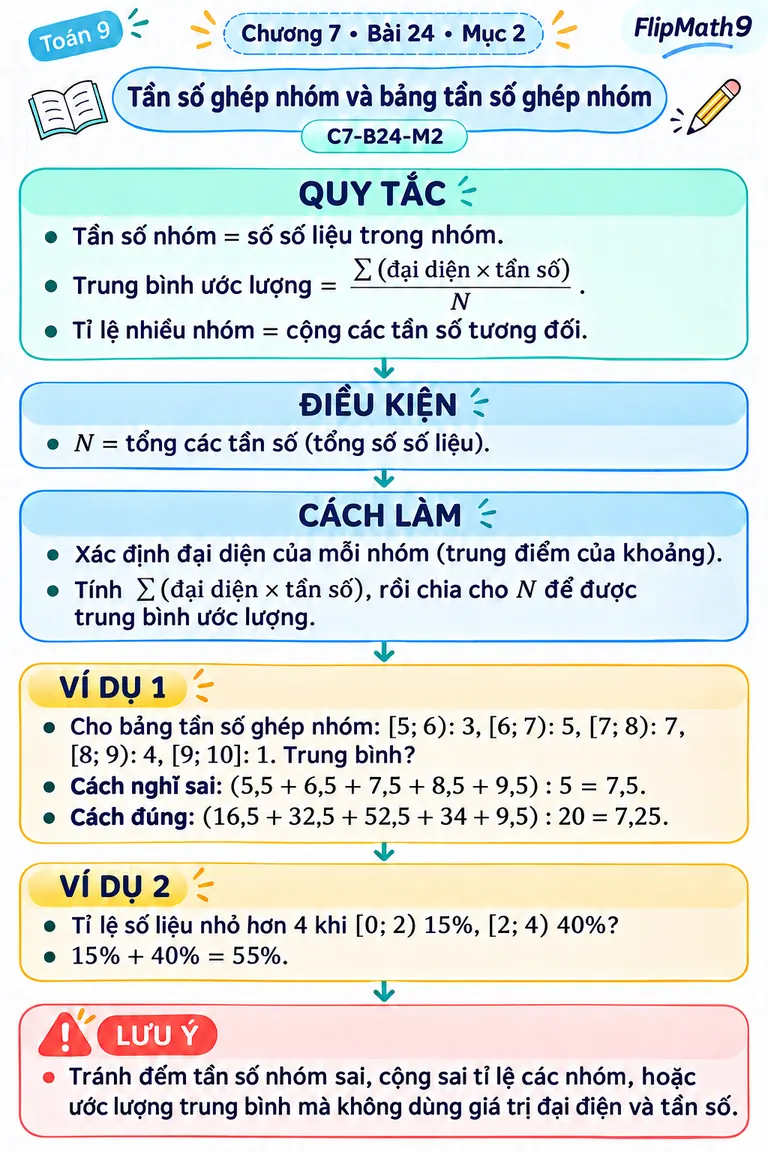 Toán 9
Chương 7 • Bài 24 • Mục 2
FlipMath9
Tần số ghép nhóm và bảng tần số ghép nhóm
C7-B24-M2
QUY TẮC
• Tần số nhóm = số số liệu trong nhóm.
• Trung bình ước lượng = ∑ (đại diện × tần số) / N .
• Tỉ lệ nhiều nhóm = cộng các tần số tương đối.
ĐIỀU KIỆN
• N = tổng các tần số (tổng số số liệu).
CÁCH LÀM
• Xác định đại diện của mỗi nhóm (trung điểm của khoảng).
• Tính ∑ (đại diện × tần số), rồi chia cho N để được
trung bình ước lượng.
VÍ DỤ 1
• Cho bảng tần số ghép nhóm: [5; 6): 3, [6; 7): 5, [7; 8): 7,
[8; 9): 4, [9; 10]: 1. Trung bình?
• Cách nghĩ sai: (5,5 + 6,5 + 7,5 + 8,5 + 9,5) : 5 = 7,5.
• Cách đúng: (16,5 + 32,5 + 52,5 + 34 + 9,5) : 20 = 7,25.
VÍ DỤ 2
• Tỉ lệ số liệu nhỏ hơn 4 khi [0; 2) 15%, [2; 4) 40%?
• 15% + 40% = 55%.
LƯU Ý
• Tránh đếm tần số nhóm sai, cộng sai tỉ lệ các nhóm, hoặc
ước lượng trung bình mà không dùng giá trị đại điện và tần số.